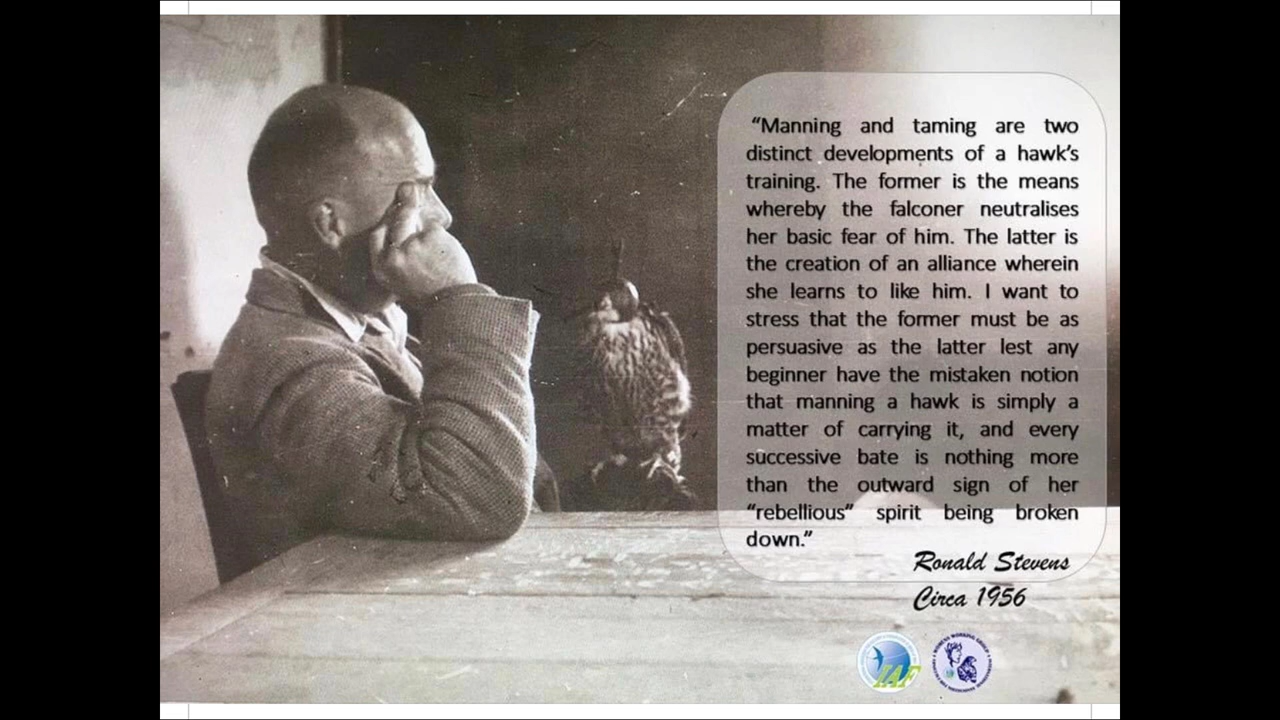 “Manning and taming are two
distinct developments of a hawk’s
training. The former is the means
whereby the falconer neutralises
her basic fear of him. The latter is
the creation of an alliance wherein
she learns to like him. I want to
stress that the former must be as
persuasive as the latter lest any
beginner have the mistaken notion
that manning a hawk is simply a
matter of carrying it, and every
successive bate is nothing more
than the outward sign of her
“rebellious” spirit being broken
down.”
Ronald Stevens
Circa 1956
IAF
WORKING GROUP